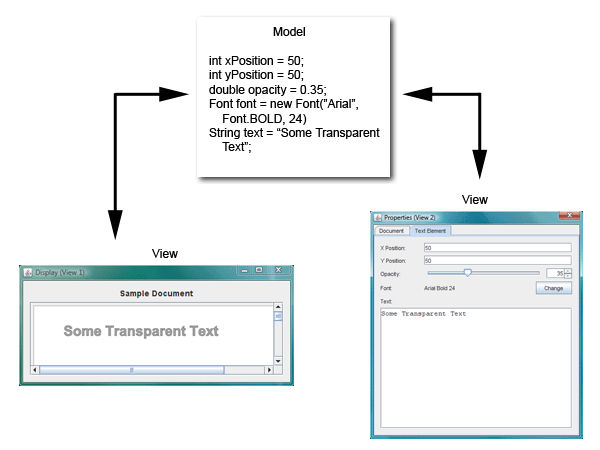 Model
int xPosition = 50;
int yPosition = 50;
double opacity = 0.35;
Font font = new Font("Arial",
Font.BOLD, 24)
String text = “Some Transparent
Text”;
View
Properties (View 2)
Document Text Element
X Position: 50
Y Position: 50
Opacity: 35
Font: Arial Bold 24 Change
Text:
Some Transparent Text
View
Display (View 1)
Sample Document
Some Transparent Text